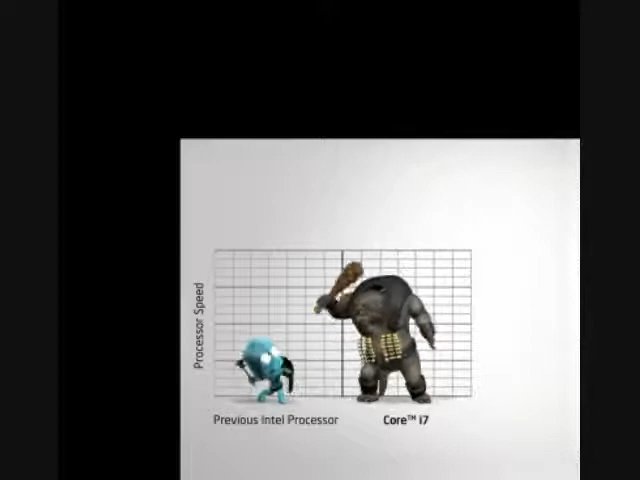 Processor Speed
Previous Intel Processor
Core™ i7